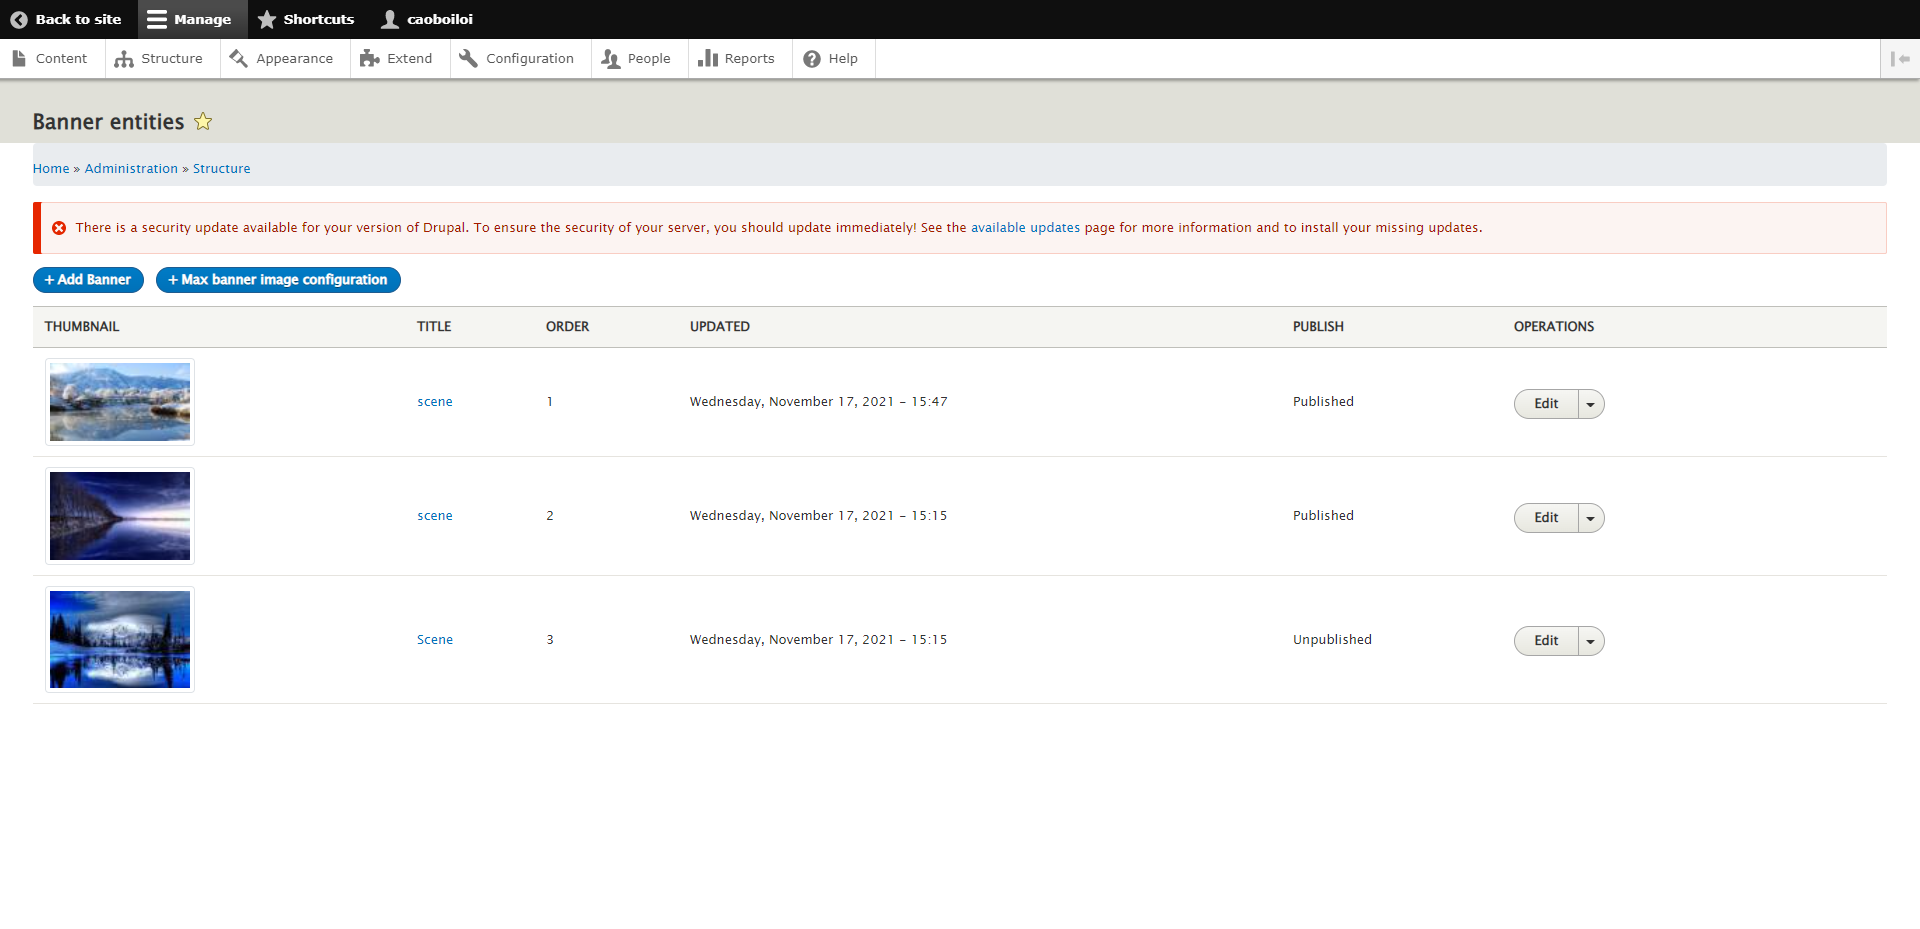 Back to site Manage Shortcuts caoboiloi
Content Structure Appearance Extend Configuration People Reports Help
Banner entities
Home » Administration » Structure
There is a security update available for your version of Drupal. To ensure the security of your server, you should update immediately! See the available updates page for more information and to install your missing updates.
+ Add Banner + Max banner image configuration
THUMBNAIL TITLE ORDER UPDATED PUBLISH OPERATIONS
scene 1 Wednesday, November 17, 2021 - 15:47 Published Edit
scene 2 Wednesday, November 17, 2021 - 15:15 Published Edit
Scene 3 Wednesday, November 17, 2021 - 15:15 Unpublished Edit